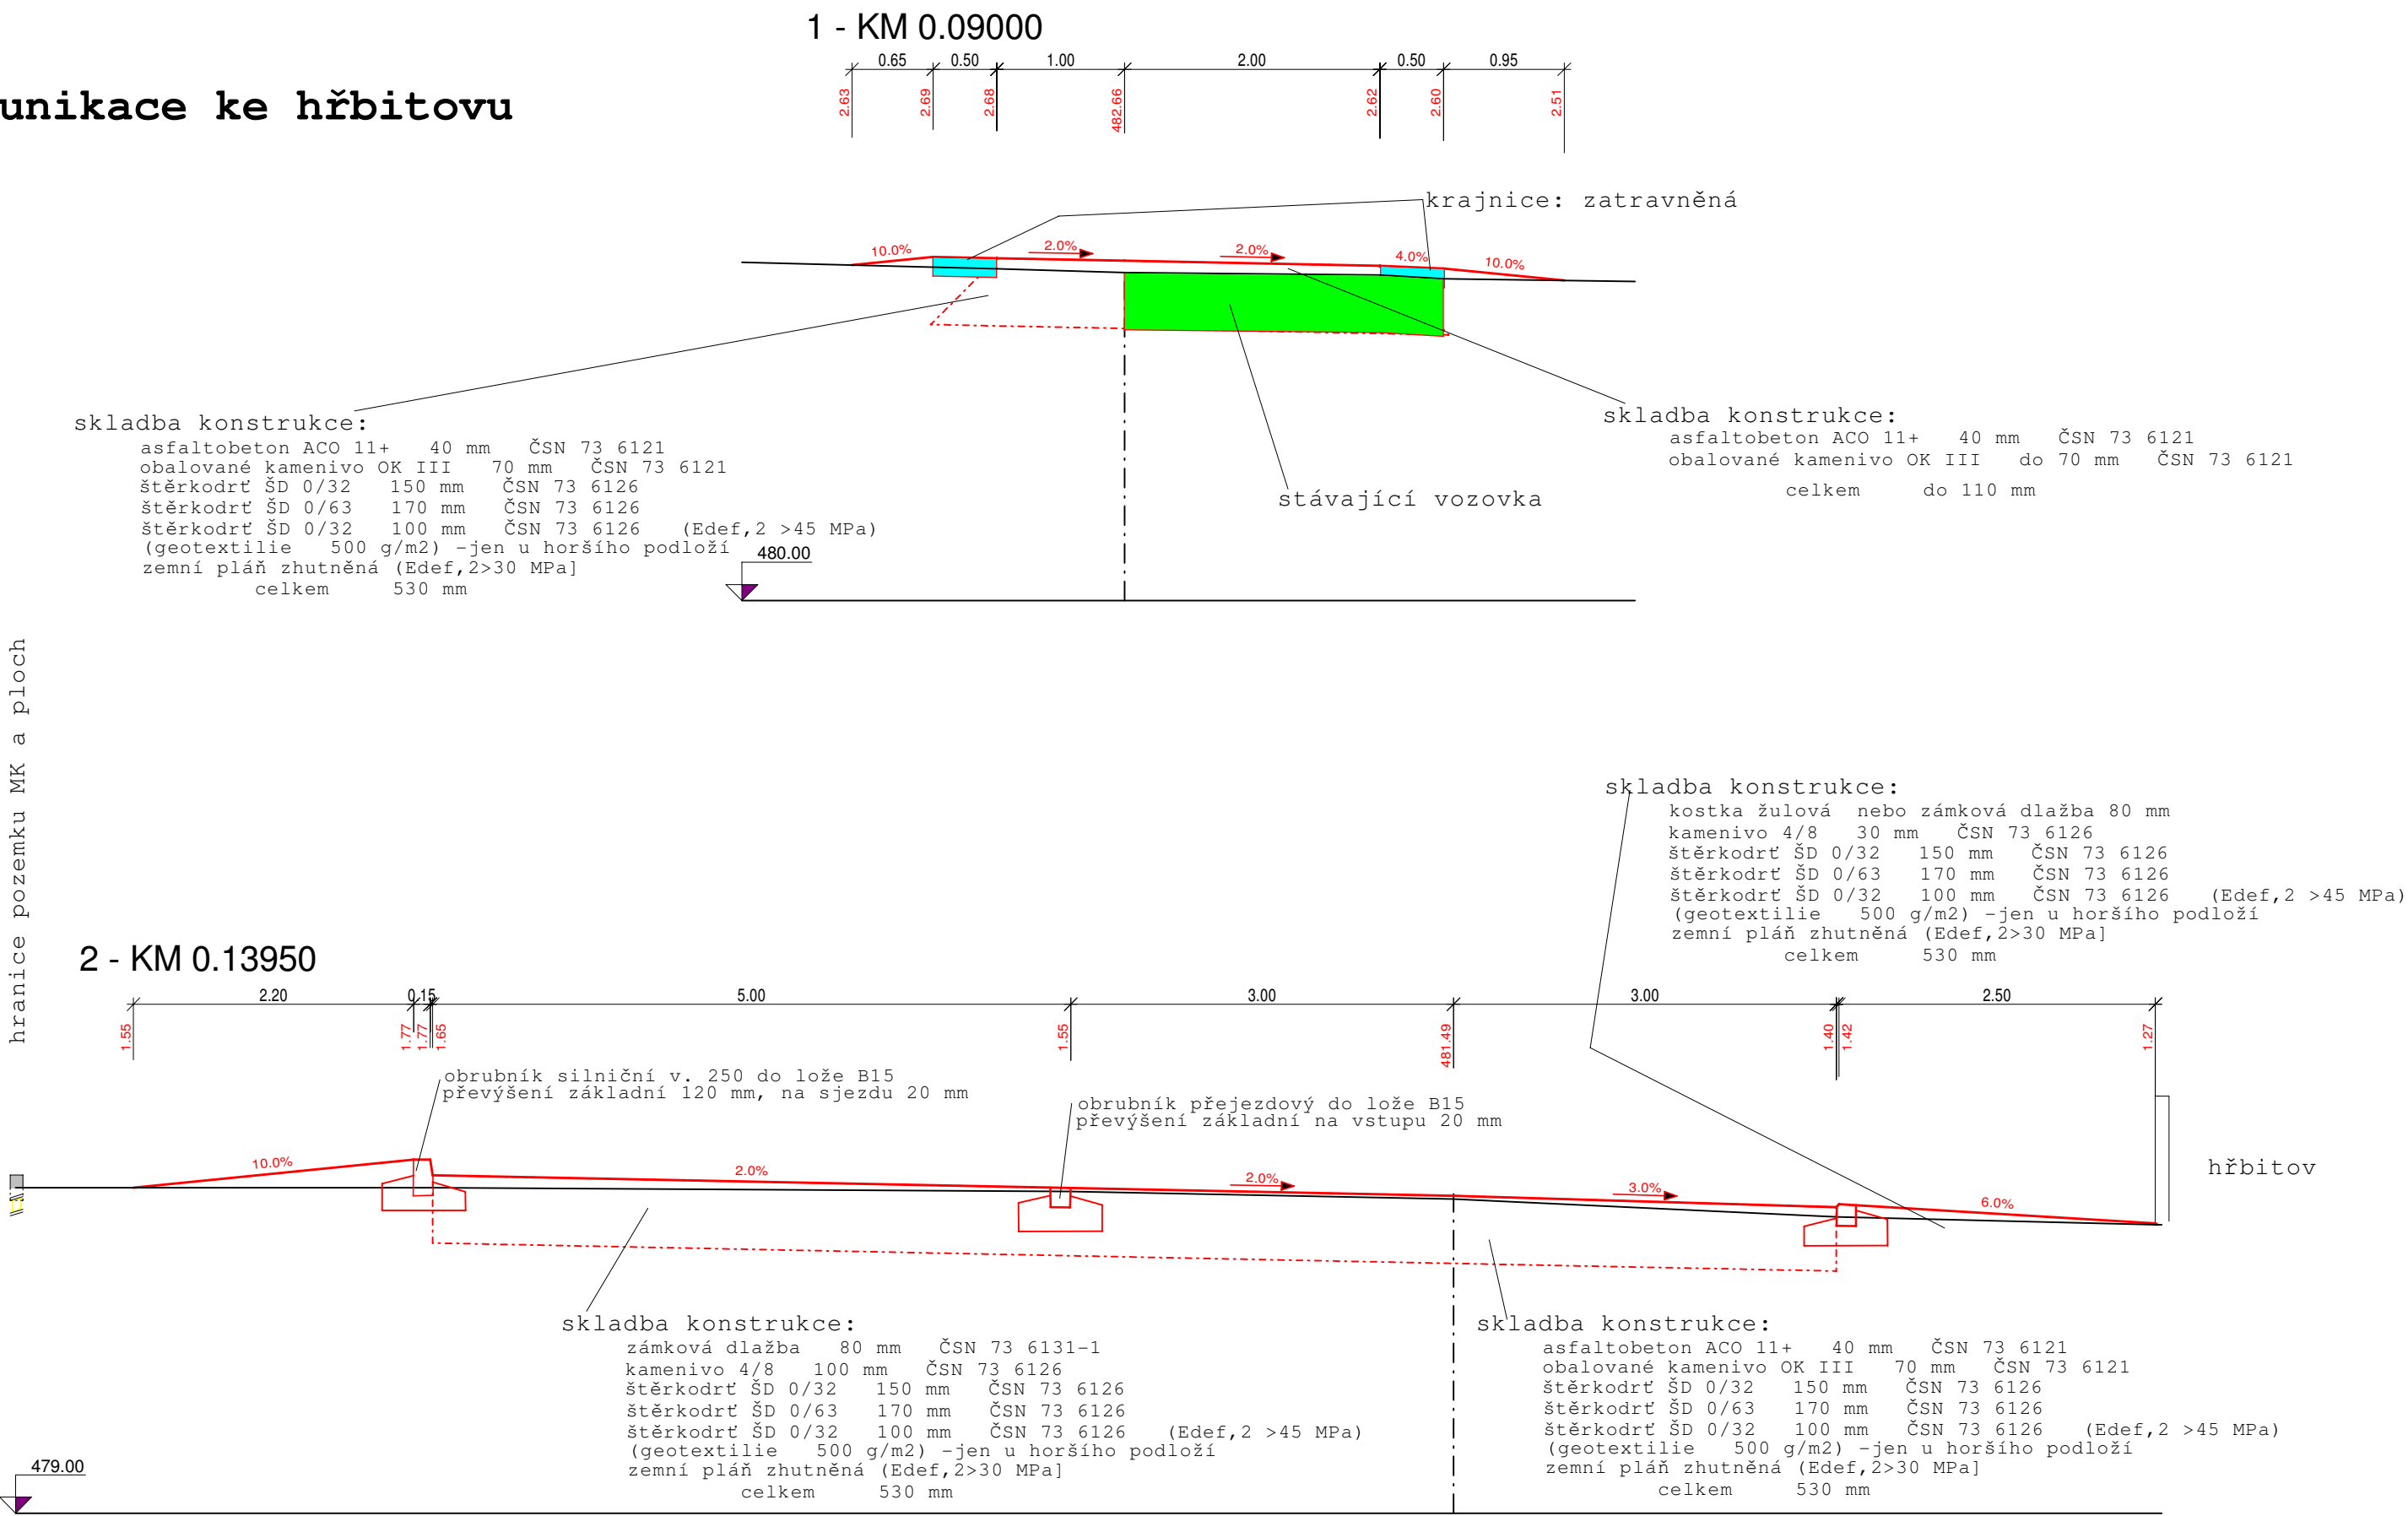 1 - KM 0.09000
0.65 0.50 1.00 2.00 0.50 0.95
2.63 2.69 2.68 482.66 2.62 2.60 2.51
unikace ke hřbitovu
krajnice: zatravněná
10.0% 2.0% 2.0% 4.0% 10.0%
skladba konstrukce:
asfaltobeton ACO 11+ 40 mm ČSN 73 6121
obalované kamenivo OK III 70 mm ČSN 73 6121
štěrkodrť ŠD 0/32 150 mm ČSN 73 6126
štěrkodrť ŠD 0/63 170 mm ČSN 73 6126
štěrkodrť ŠD 0/32 100 mm ČSN 73 6126 (Edef,2 >45 MPa)
(geotextilie 500 g/m2) -jen u horšího podloží
zemní pláň zhutněná (Edef,2>30 MPa]
celkem 530 mm
480.00
stávající vozovka
skladba konstrukce:
asfaltobeton ACO 11+ 40 mm ČSN 73 6121
obalované kamenivo OK III do 70 mm ČSN 73 6121
celkem do 110 mm
hranice pozemku MK a ploch
skladba konstrukce:
kostka žulová nebo zámková dlažba 80 mm
kamenivo 4/8 30 mm ČSN 73 6126
štěrkodrť ŠD 0/32 150 mm ČSN 73 6126
štěrkodrť ŠD 0/63 170 mm ČSN 73 6126
štěrkodrť ŠD 0/32 100 mm ČSN 73 6126 (Edef,2 >45 MPa)
(geotextilie 500 g/m2) -jen u horšího podloží
zemní pláň zhutněná (Edef,2>30 MPa]
celkem 530 mm
2 - KM 0.13950
2.20 0.15 5.00 3.00 3.00 2.50
1.55 1.77 1.77 1.65 1.55 481.49 1.40 1.42 1.27
obrubník silniční v. 250 do lože B15
převýšení základní 120 mm, na sjezdu 20 mm
obrubník přejezdový do lože B15
převýšení základní na vstupu 20 mm
10.0% 2.0% 2.0% 3.0% 6.0%
hřbitov
skladba konstrukce:
zámková dlažba 80 mm ČSN 73 6131-1
kamenivo 4/8 100 mm ČSN 73 6126
štěrkodrť ŠD 0/32 150 mm ČSN 73 6126
štěrkodrť ŠD 0/63 170 mm ČSN 73 6126
štěrkodrť ŠD 0/32 100 mm ČSN 73 6126 (Edef,2 >45 MPa)
(geotextilie 500 g/m2) -jen u horšího podloží
zemní pláň zhutněná (Edef,2>30 MPa]
celkem 530 mm
skladba konstrukce:
asfaltobeton ACO 11+ 40 mm ČSN 73 6121
obalované kamenivo OK III 70 mm ČSN 73 6121
štěrkodrť ŠD 0/32 150 mm ČSN 73 6126
štěrkodrť ŠD 0/63 170 mm ČSN 73 6126
štěrkodrť ŠD 0/32 100 mm ČSN 73 6126 (Edef,2 >45 MPa)
(geotextilie 500 g/m2) -jen u horšího podloží
zemní pláň zhutněná (Edef,2>30 MPa]
celkem 530 mm
479.00